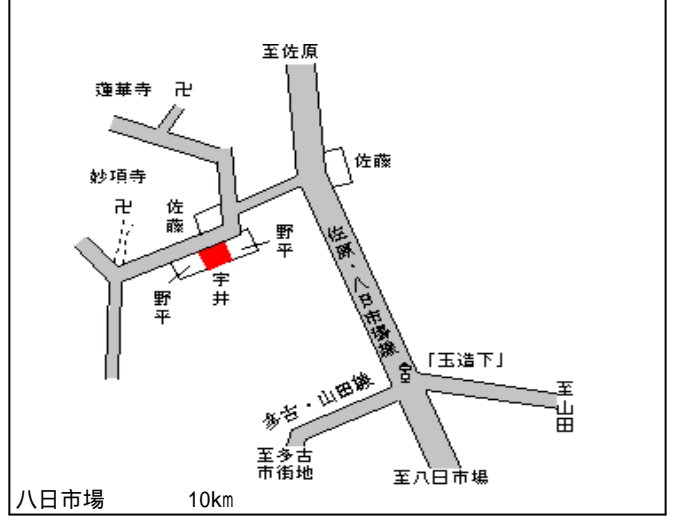 至佐原
蓮華寺 卍
佐藤
妙項寺
卍
佐藤
野平
宇井
野平
佐原・八日市場線
「玉造下」
多古・山田線
至山田
至多古
市街地
至八日市場
八日市場 10km